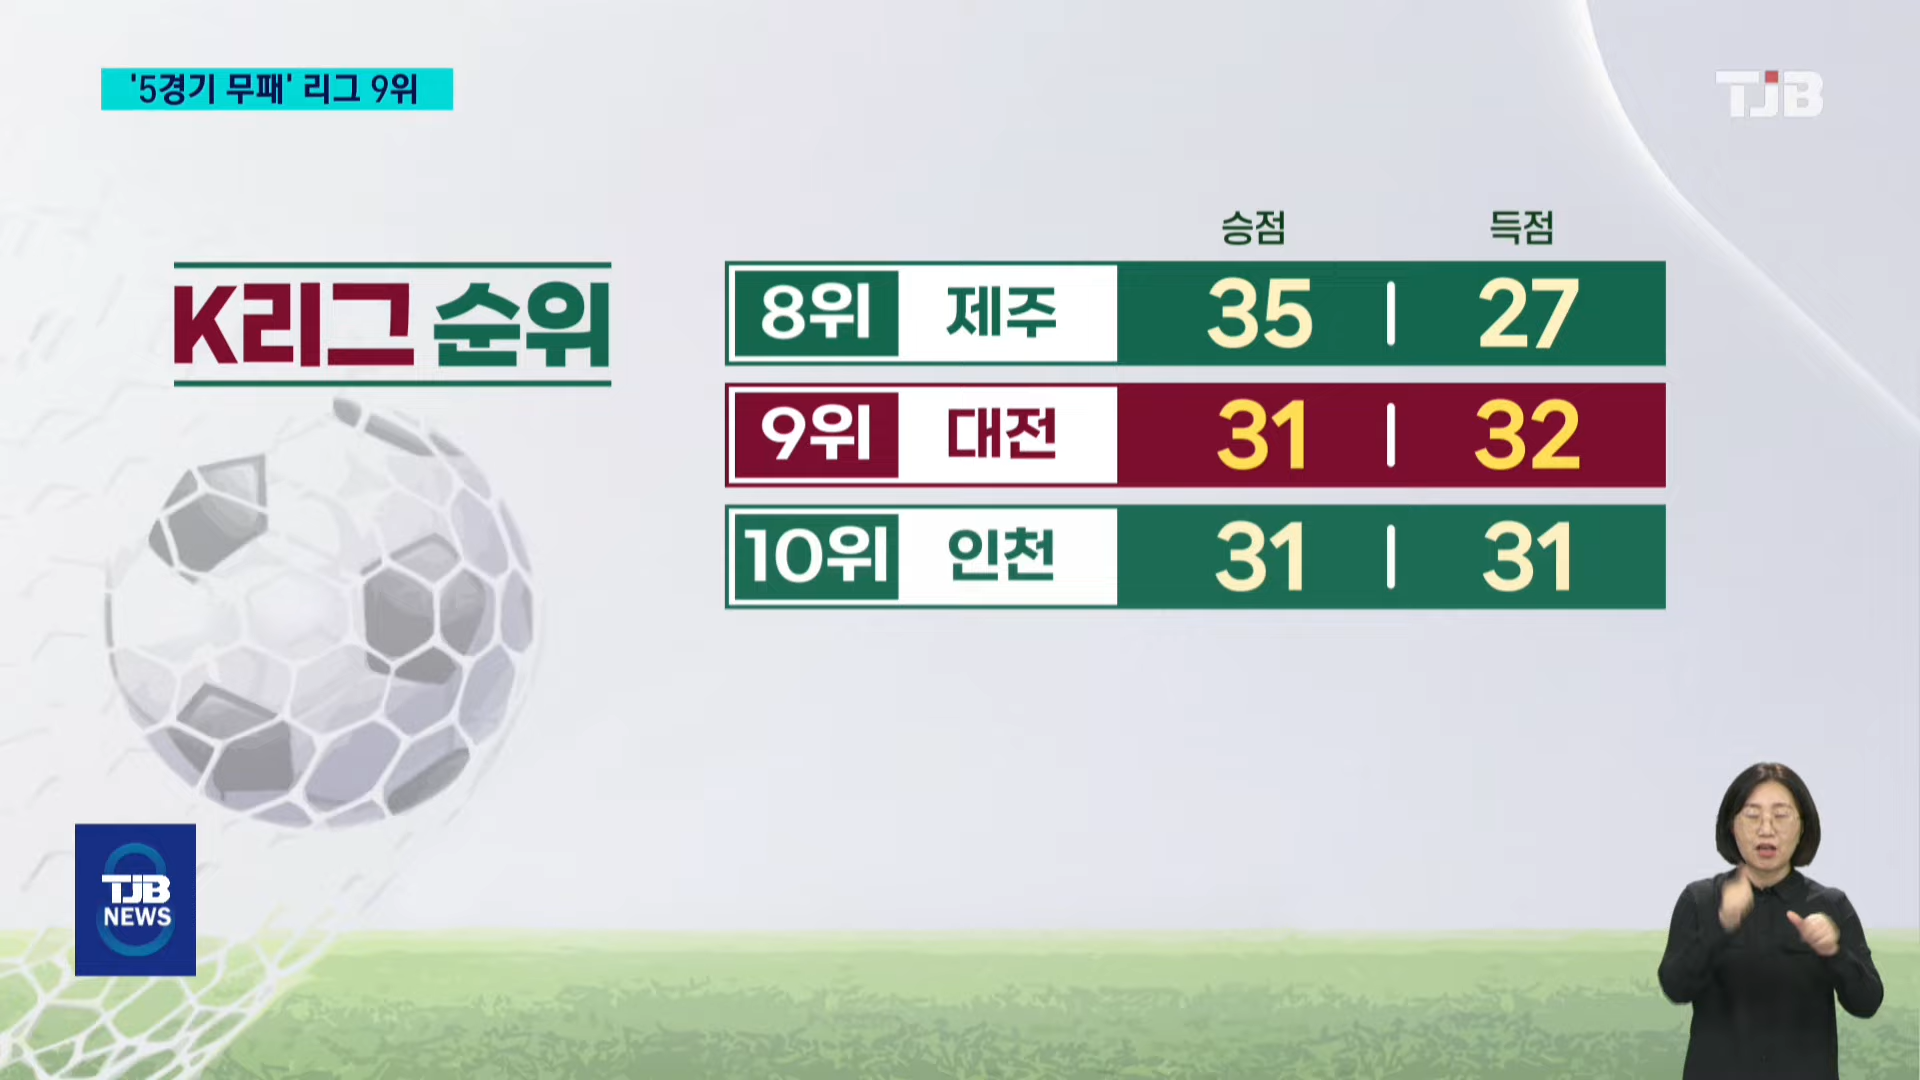 '5경기 무패' 리그 9위
TJB
승점 득점
K리그 순위
8위 제주 35 27
9위 대전 31 32
10위 인천 31 31
TJB
NEWS